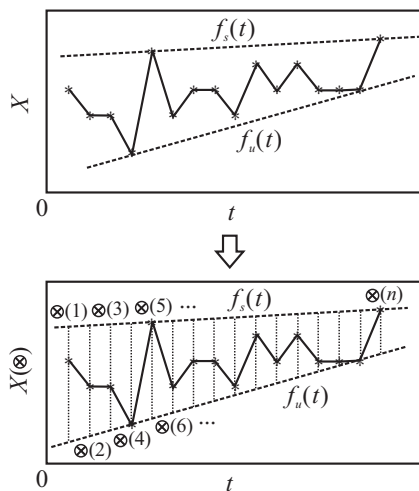 f_s(t)
X
f_u(t)
0
t
⊗(1) ⊗(3) ⊗(5) ··· f_s(t) ⊗(n)
X(⊗)
⊗(2) ⊗(4) ⊗(6) ··· f_u(t)
0
t